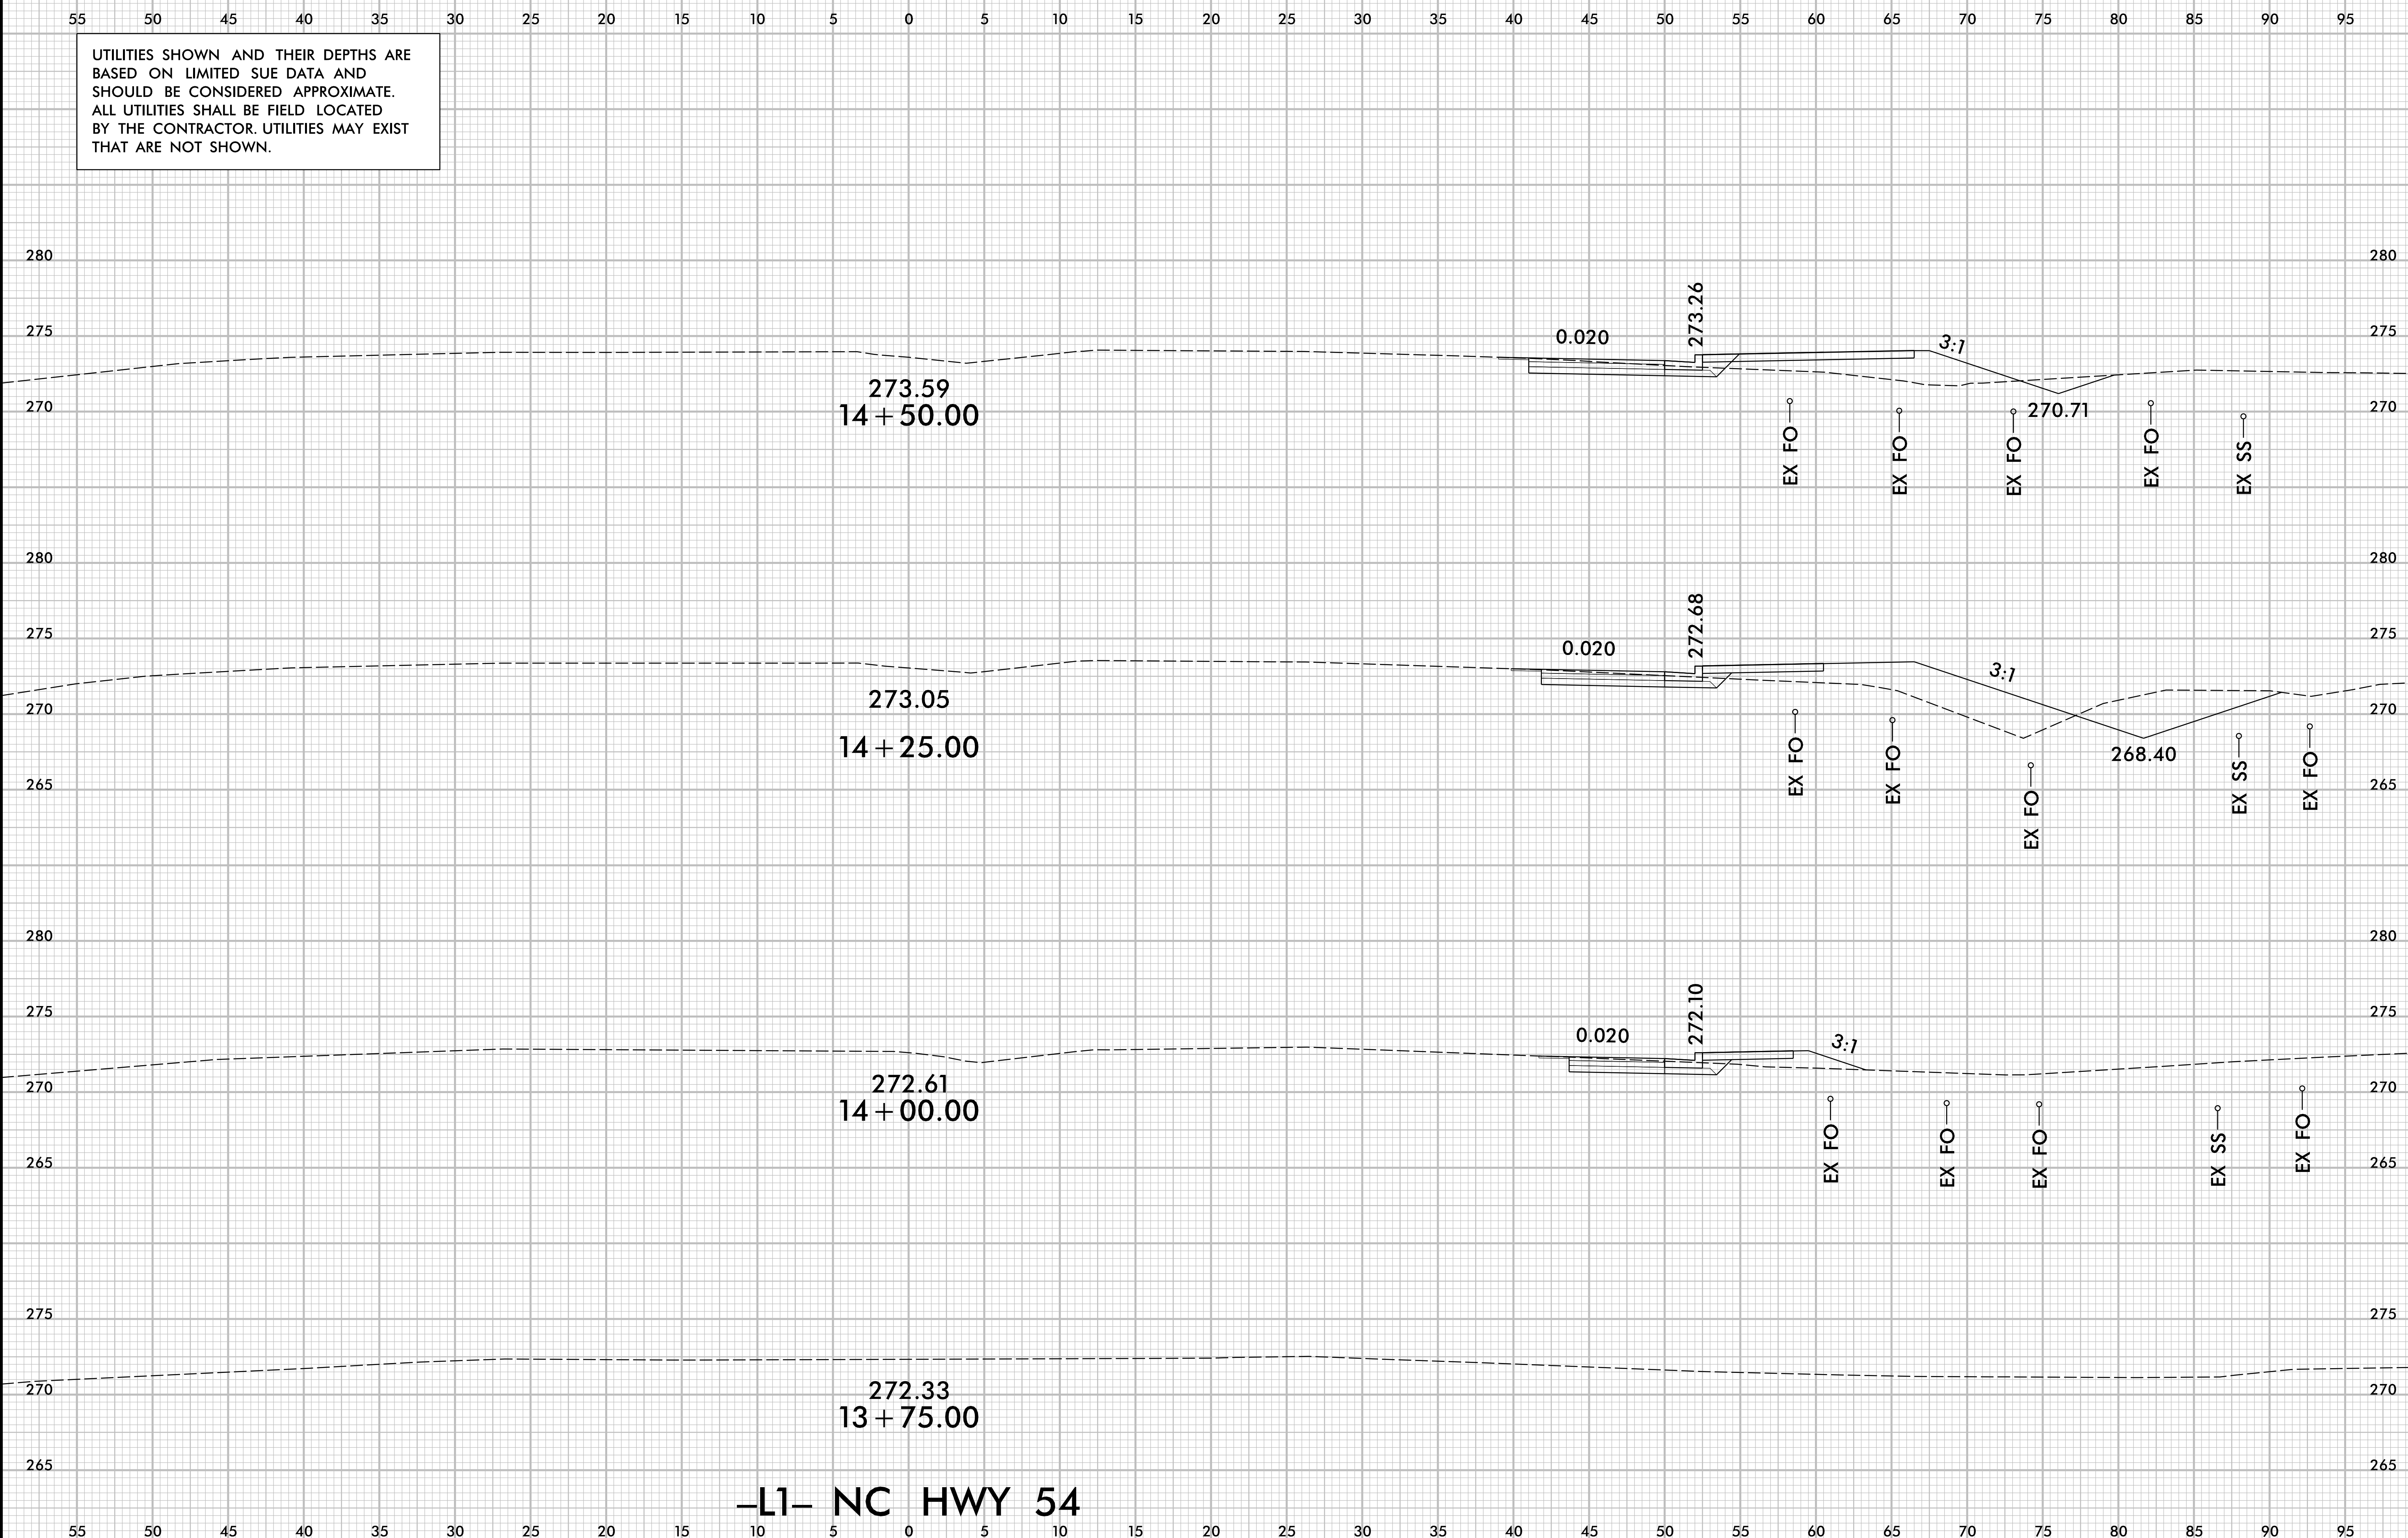 55 50 45 40 35 30 25 20 15 10 5 0 5 10 15 20 25 30 35 40 45 50 55 60 65 70 75 80 85 90 95
UTILITIES SHOWN AND THEIR DEPTHS ARE
BASED ON LIMITED SUE DATA AND
SHOULD BE CONSIDERED APPROXIMATE.
ALL UTILITIES SHALL BE FIELD LOCATED
BY THE CONTRACTOR. UTILITIES MAY EXIST
THAT ARE NOT SHOWN.
280 280
273.26
275 0.020 3:1 275
273.59
270 14+50.00 270.71 270
EX FO EX FO EX FO EX FO EX SS
280 280
272.68
275 0.020 275
3:1
273.05
270 270
14+25.00
268.40
265 265
EX FO EX FO EX FO EX SS EX FO
280 280
272.10
275 275
0.020 3:1
272.61
270 270
14+00.00
EX FO EX FO EX FO EX SS EX FO
265 265
275 275
270 272.33 270
13+75.00
265 265
–L1– NC HWY 54
55 50 45 40 35 30 25 20 15 10 5 0 5 10 15 20 25 30 35 40 45 50 55 60 65 70 75 80 85 90 95